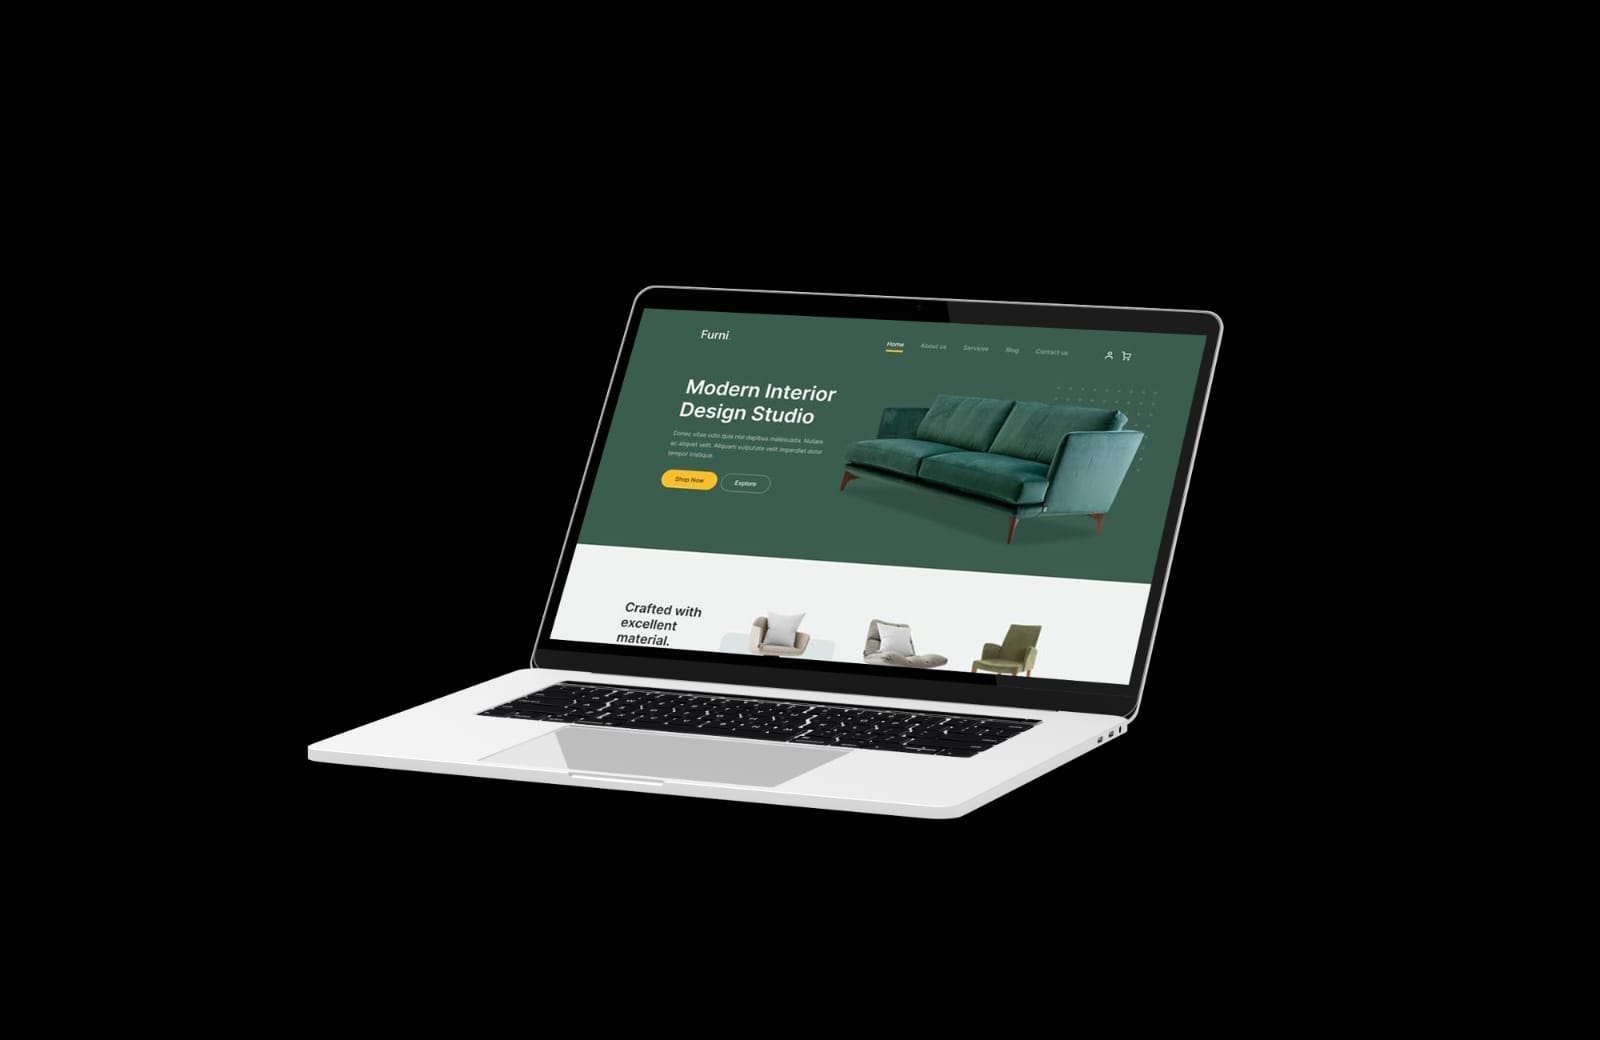 Furni.
Home About us Services Blog Contact us
Modern Interior
Design Studio
Donec vitae odio quis nisl dapibus malesuada. Nullam
ac aliquet velit. Aliquam vulputate velit imperdiet dolor
tempor tristique.
Shop Now Explore
Crafted with
excellent
material.